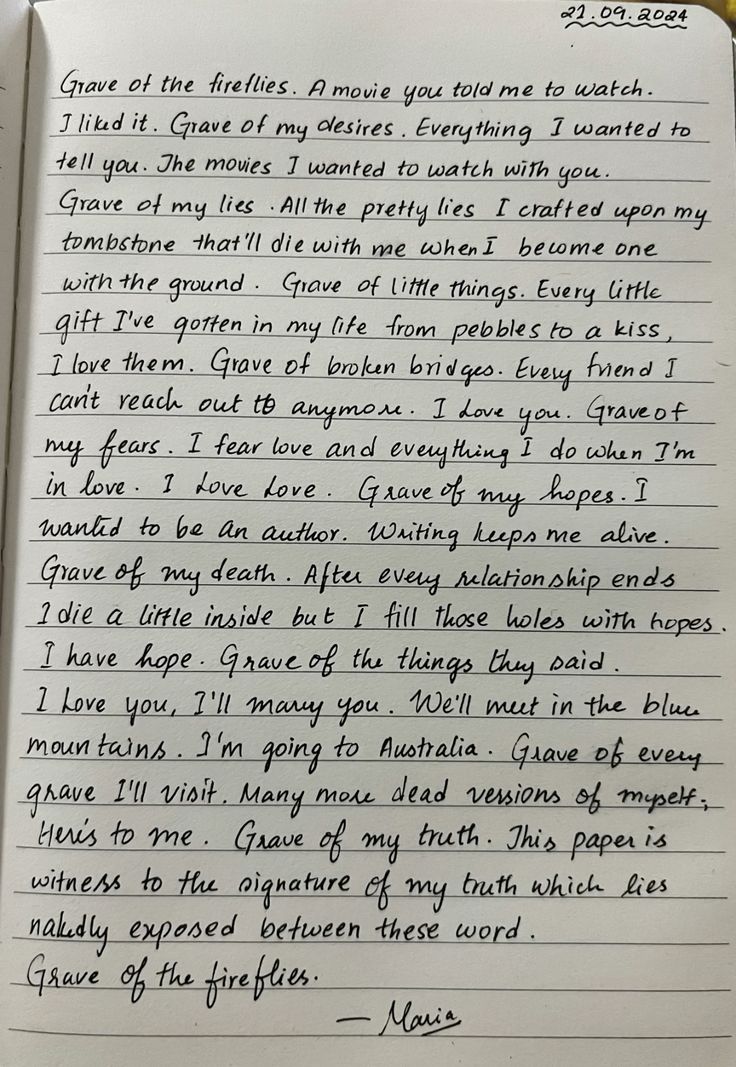 21.09.2024
Grave of the fireflies. A movie you told me to watch.
I liked it. Grave of my desires. Everything I wanted to
tell you. The movies I wanted to watch with you.
Grave of my lies. All the pretty lies I crafted upon my
tombstone that'll die with me when I become one
with the ground. Grave of little things. Every little
gift I've gotten in my life from pebbles to a kiss,
I love them. Grave of broken bridges. Every friend I
can't reach out to anymore. I Love you. Grave of
my fears. I fear love and everything I do when I'm
in love. I Love Love. Grave of my hopes. I
wanted to be an author. Writing keeps me alive.
Grave of my death. After every relationship ends
I die a little inside but I fill those holes with hopes.
I have hope. Grave of the things they said.
I Love you, I'll marry you. We'll meet in the blue
mountains. I'm going to Australia. Grave of every
grave I'll visit. Many more dead versions of myself;
Here's to me. Grave of my truth. This paper is
witness to the signature of my truth which lies
nakedly exposed between these word.
Grave of the fireflies.
— Maria